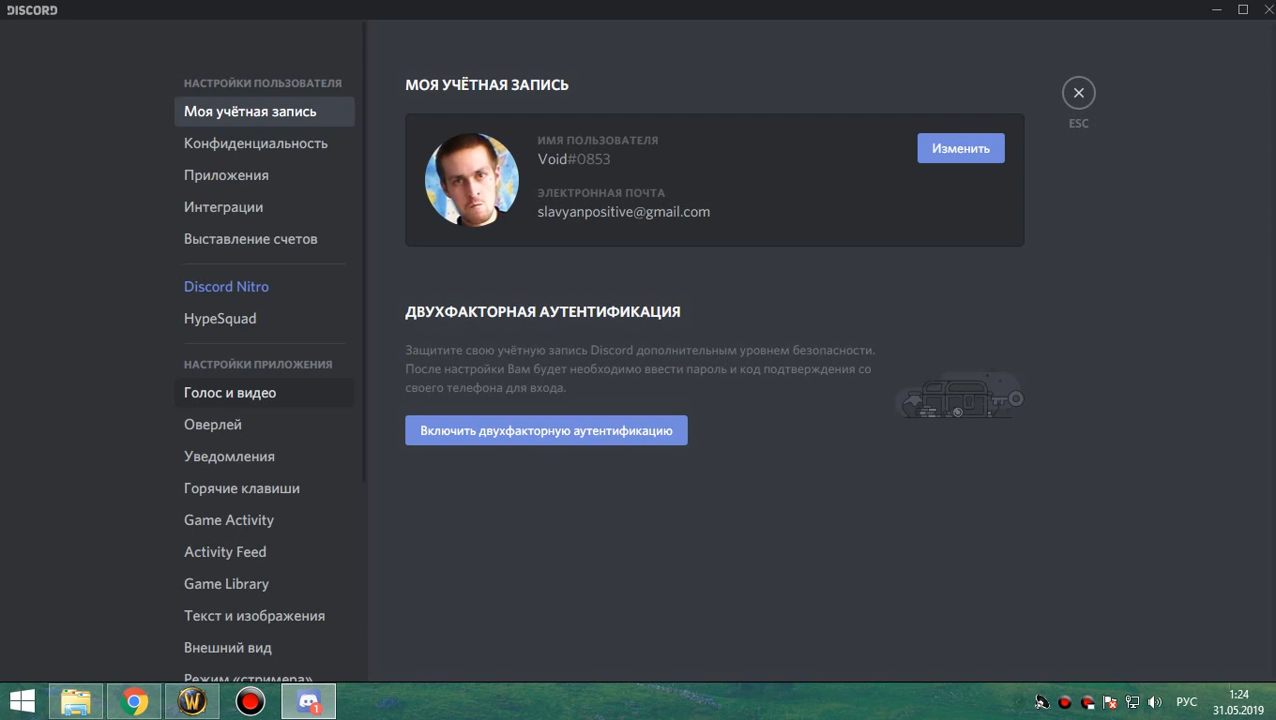 DISCORD
НАСТРОЙКИ ПОЛЬЗОВАТЕЛЯ
Моя учётная запись
Конфиденциальность
Приложения
Интеграции
Выставление счетов
Discord Nitro
HypeSquad
НАСТРОЙКИ ПРИЛОЖЕНИЯ
Голос и видео
Оверлей
Уведомления
Горячие клавиши
Game Activity
Activity Feed
Game Library
Текст и изображения
Внешний вид
Режим «стримера»
МОЯ УЧЁТНАЯ ЗАПИСЬ
ИМЯ ПОЛЬЗОВАТЕЛЯ
Void#0853
ЭЛЕКТРОННАЯ ПОЧТА
slavyanpositive@gmail.com
Изменить
ESC
ДВУХФАКТОРНАЯ АУТЕНТИФИКАЦИЯ
Защитите свою учётную запись Discord дополнительным уровнем безопасности.
После настройки Вам будет необходимо ввести пароль и код подтверждения со
своего телефона для входа.
Включить двухфакторную аутентификацию
W
1
РУС
1:24
31.05.2019